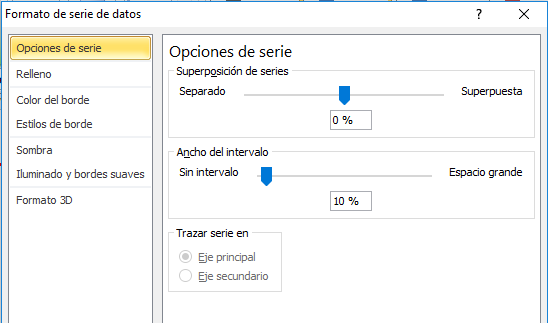 Formato de serie de datos
Opciones de serie
Relleno
Color del borde
Estilos de borde
Sombra
Iluminado y bordes suaves
Formato 3D
Opciones de serie
Superposición de series
Separado Superpuesta
0 %
Ancho del intervalo
Sin intervalo Espacio grande
10 %
Trazar serie en
Eje principal
Eje secundario